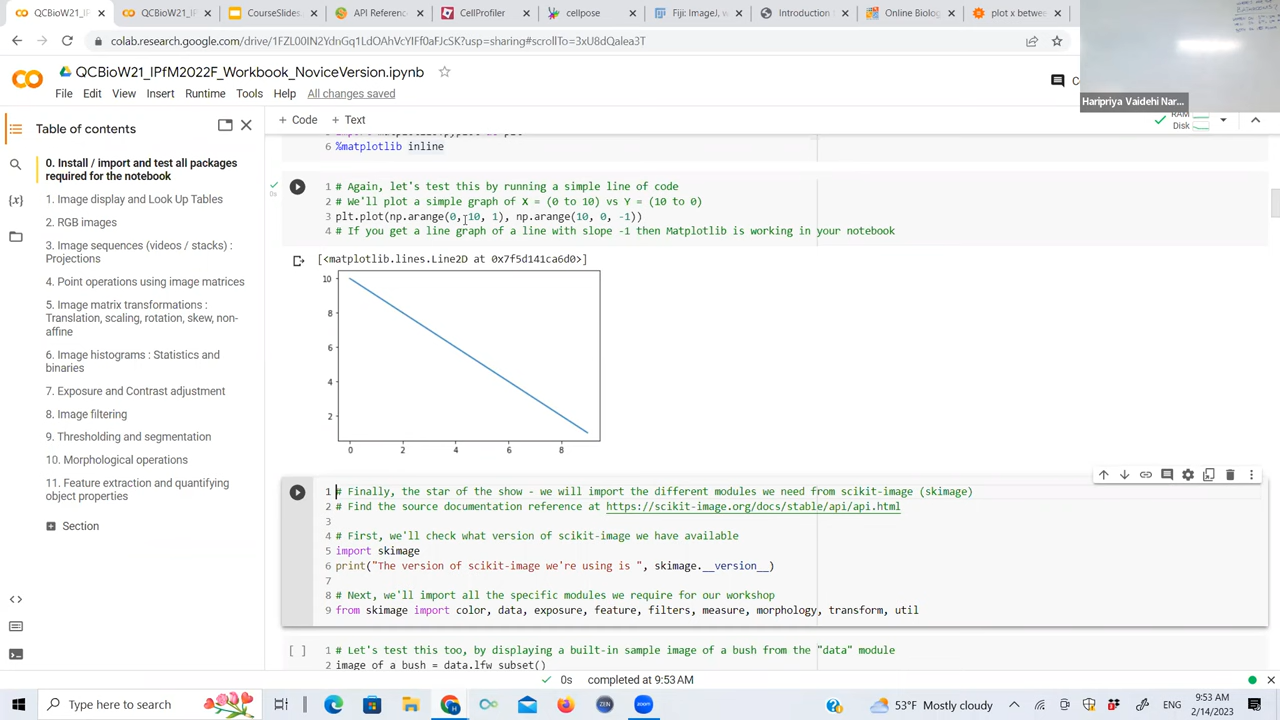 QCBioW21_IPfM2022F
QCBioW21_IPf
CourseSlides.
API Referenc
CellProfiler
cellpose
Fiji: ImageJ, w
Introduction
Online Biolog
plot x betwee
colab.research.google.com/drive/1FZL00IN2YdnGq1LdOAhVcYIFf0aFJcSK?usp=sharing#scrollTo=3xU8dQalea3T
QCBioW21_IPfM2022F_Workbook_NoviceVersion.ipynb
File Edit View Insert Runtime Tools Help All changes saved
Haripriya Vaidehi Nar...
+ Code + Text
RAM
Disk
Table of contents
0. Install / import and test all packages
required for the notebook
1. Image display and Look Up Tables
2. RGB images
3. Image sequences (videos / stacks) :
Projections
4. Point operations using image matrices
5. Image matrix transformations :
Translation, scaling, rotation, skew, non-
affine
6. Image histograms : Statistics and
binaries
7. Exposure and Contrast adjustment
8. Image filtering
9. Thresholding and segmentation
10. Morphological operations
11. Feature extraction and quantifying
object properties
Section
import matplotlib.pyplot as plt
6 %matplotlib inline
0s
1 # Again, let's test this by running a simple line of code
2 # We'll plot a simple graph of X = (0 to 10) vs Y = (10 to 0)
3 plt.plot(np.arange(0, 10, 1), np.arange(10, 0, -1))
4 # If you get a line graph of a line with slope -1 then Matplotlib is working in your notebook
[<matplotlib.lines.Line2D at 0x7f5d141ca6d0>]
10
8
6
4
2
0 2 4 6 8
1 # Finally, the star of the show - we will import the different modules we need from scikit-image (skimage)
2 # Find the source documentation reference at https://scikit-image.org/docs/stable/api/api.html
3
4 # First, we'll check what version of scikit-image we have available
5 import skimage
6 print("The version of scikit-image we're using is ", skimage.__version__)
7
8 # Next, we'll import all the specific modules we require for our workshop
9 from skimage import color, data, exposure, feature, filters, measure, morphology, transform, util
[ ] 1 # Let's test this too, by displaying a built-in sample image of a bush from the "data" module
2 image_of_a_bush = data.lfw_subset()
0s completed at 9:53 AM
Type here to search
ZEN
zoom
53°F Mostly cloudy
ENG
9:53 AM
2/14/2023